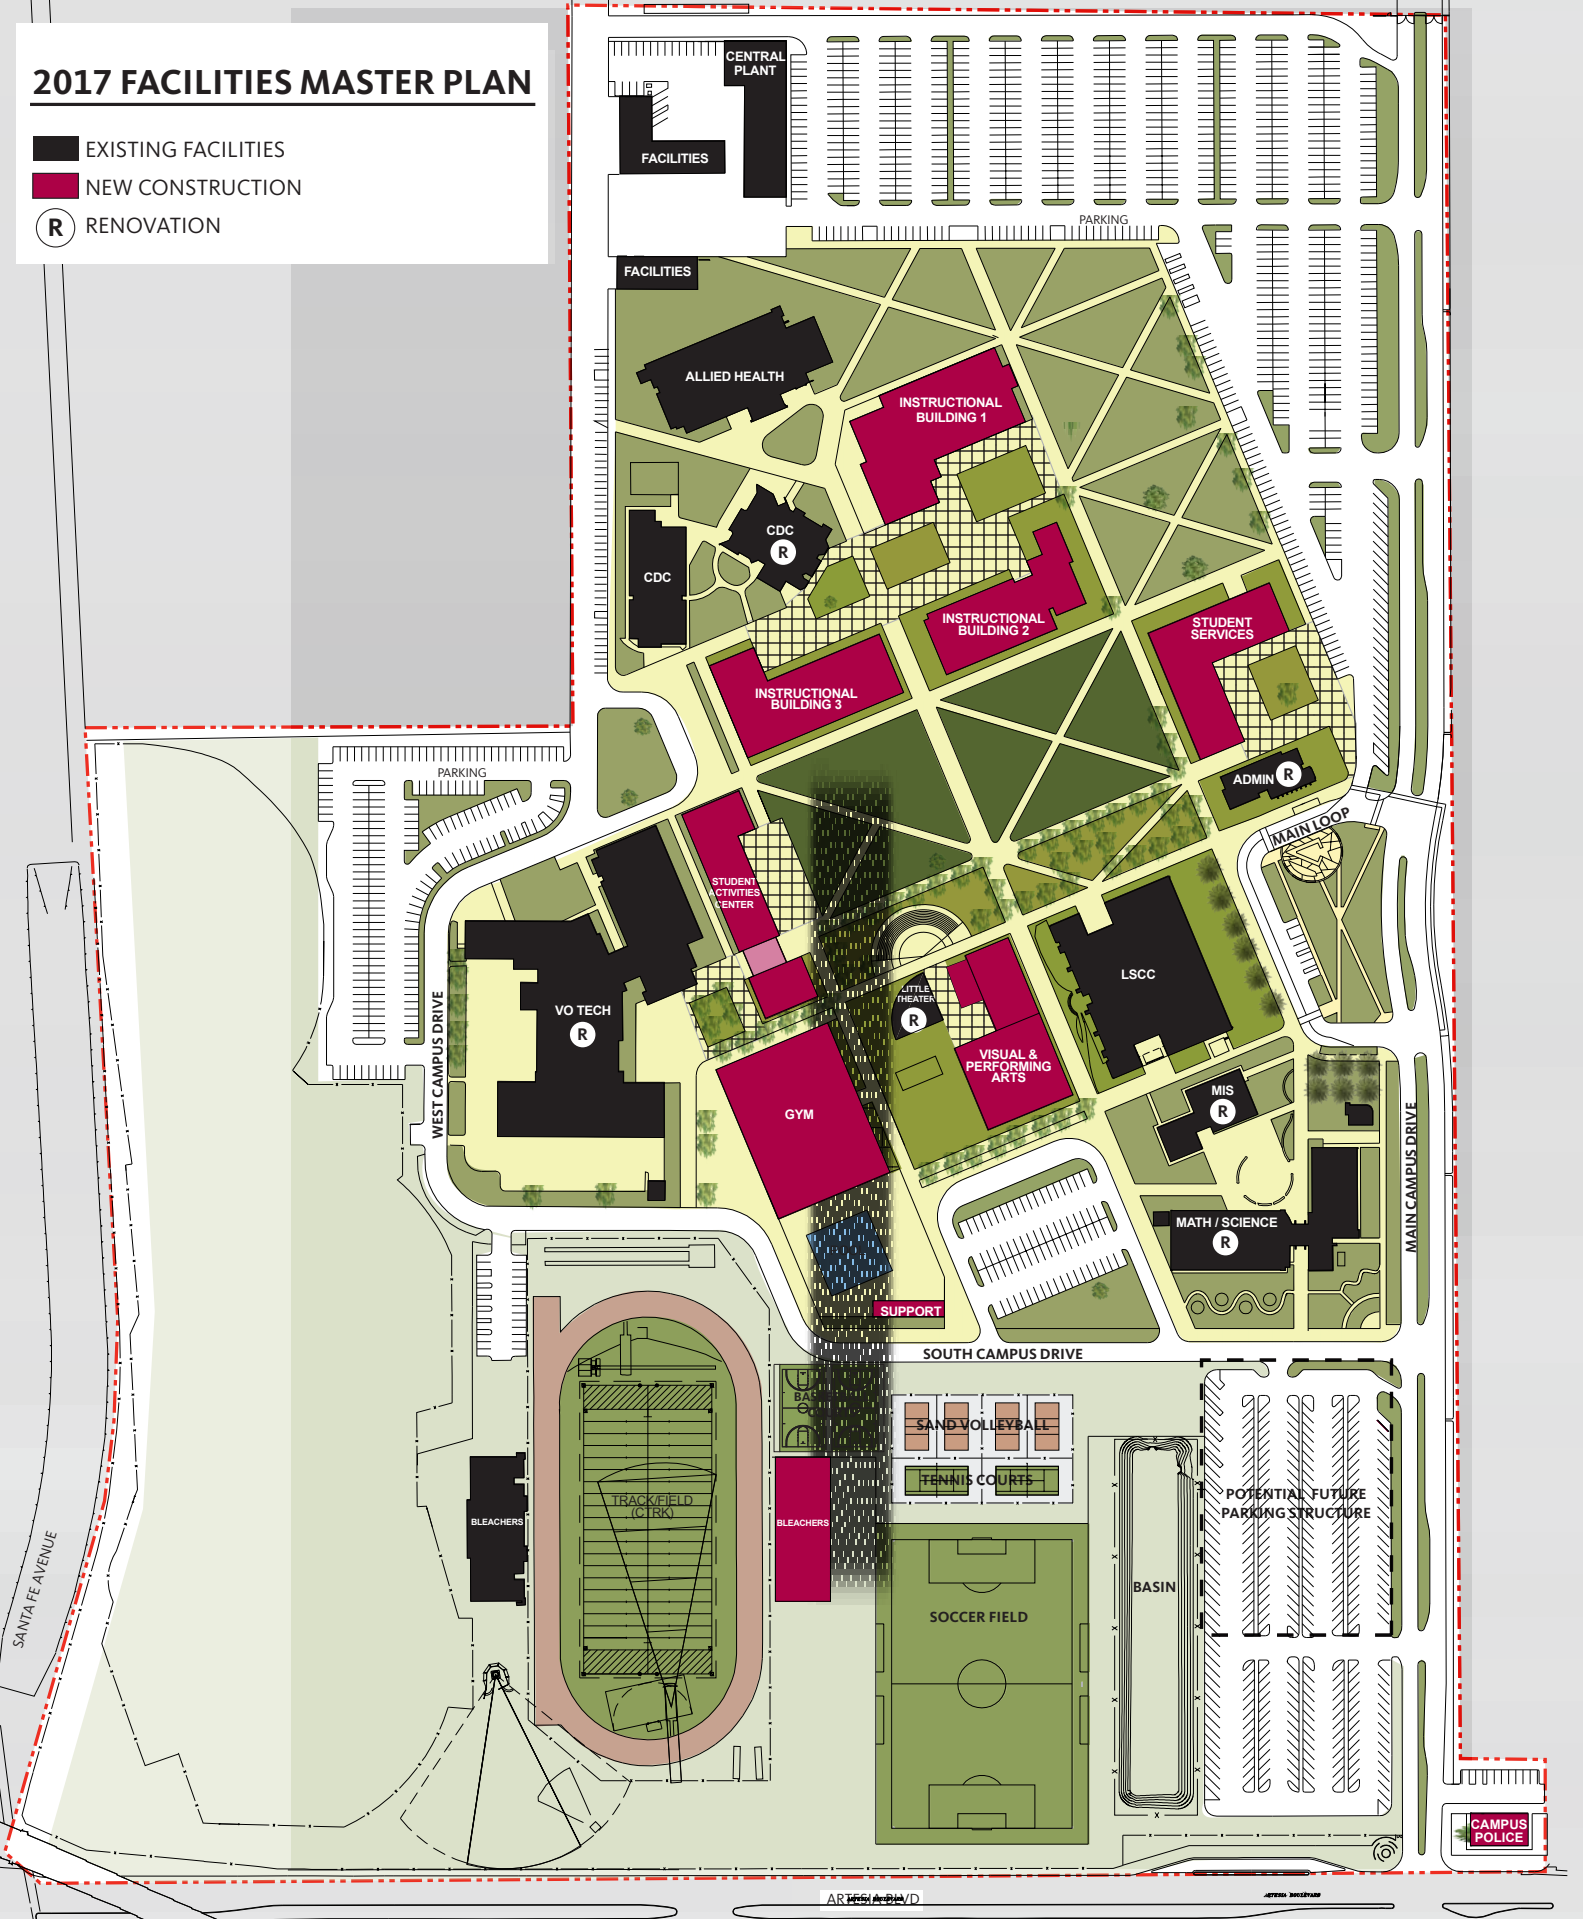 2017 FACILITIES MASTER PLAN
EXISTING FACILITIES
NEW CONSTRUCTION
R RENOVATION
CENTRAL
PLANT
FACILITIES
PARKING
FACILITIES
ALLIED HEALTH
INSTRUCTIONAL
BUILDING 1
CDC
R
CDC
INSTRUCTIONAL
BUILDING 2
STUDENT
SERVICES
INSTRUCTIONAL
BUILDING 3
PARKING
ADMIN R
MAIN LOOP
STUDENT
ACTIVITIES
CENTER
LSCC
LITTLE
THEATER
R
VO TECH
R
WEST CAMPUS DRIVE
VISUAL &
PERFORMING
ARTS
GYM
MIS
R
MAIN CAMPUS DRIVE
MATH / SCIENCE
R
SUPPORT
SOUTH CAMPUS DRIVE
SAND VOLLEYBALL
TENNIS COURTS
POTENTIAL FUTURE
PARKING STRUCTURE
TRACK/FIELD
(CTRK)
BLEACHERS
BLEACHERS
BASIN
SOCCER FIELD
SANTA FE AVENUE
CAMPUS
POLICE
ARTESIA BLVD
ARTESIA BOULEVARD